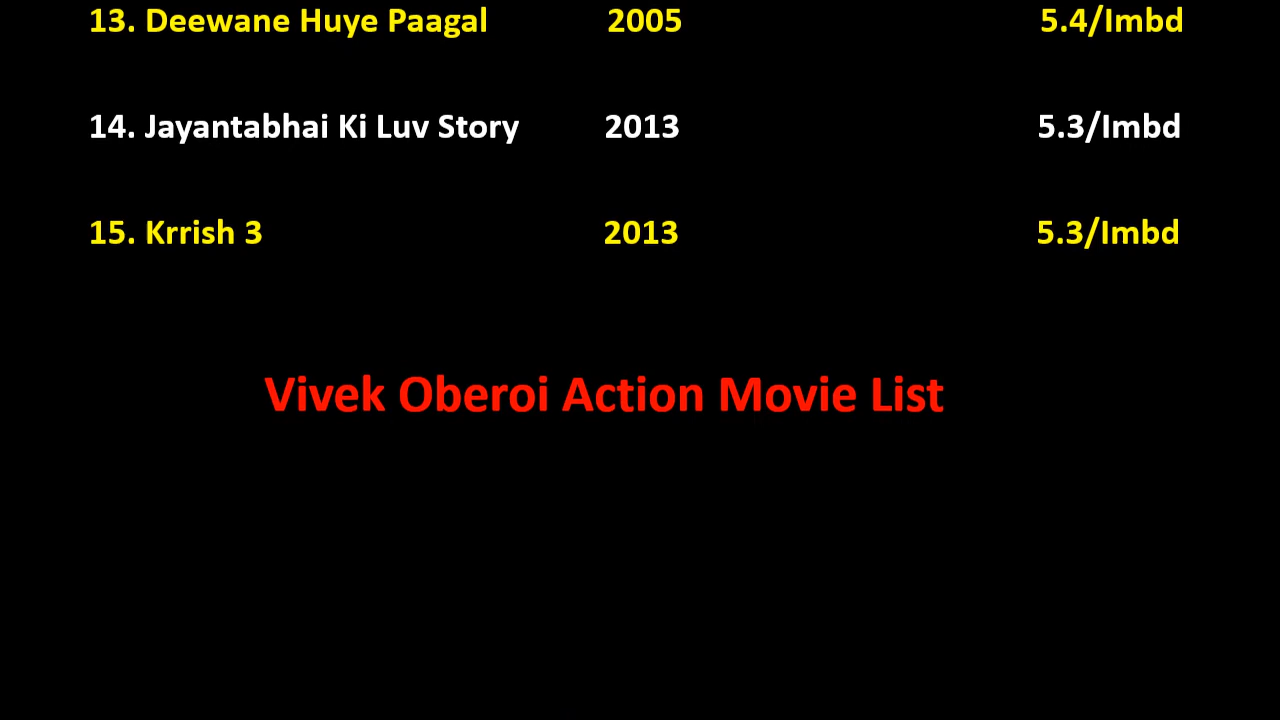 13. Deewane Huye Paagal 2005 5.4/Imbd
14. Jayantabhai Ki Luv Story 2013 5.3/Imbd
15. Krrish 3 2013 5.3/Imbd
Vivek Oberoi Action Movie List